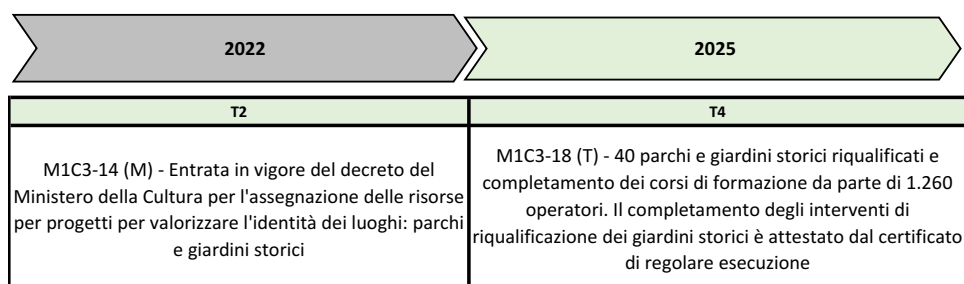 2022
2025
T2
T4
M1C3-14 (M) - Entrata in vigore del decreto del
Ministero della Cultura per l'assegnazione delle risorse
per progetti per valorizzare l'identità dei luoghi: parchi
e giardini storici
M1C3-18 (T) - 40 parchi e giardini storici riqualificati e
completamento dei corsi di formazione da parte di 1.260
operatori. Il completamento degli interventi di
riqualificazione dei giardini storici è attestato dal certificato
di regolare esecuzione